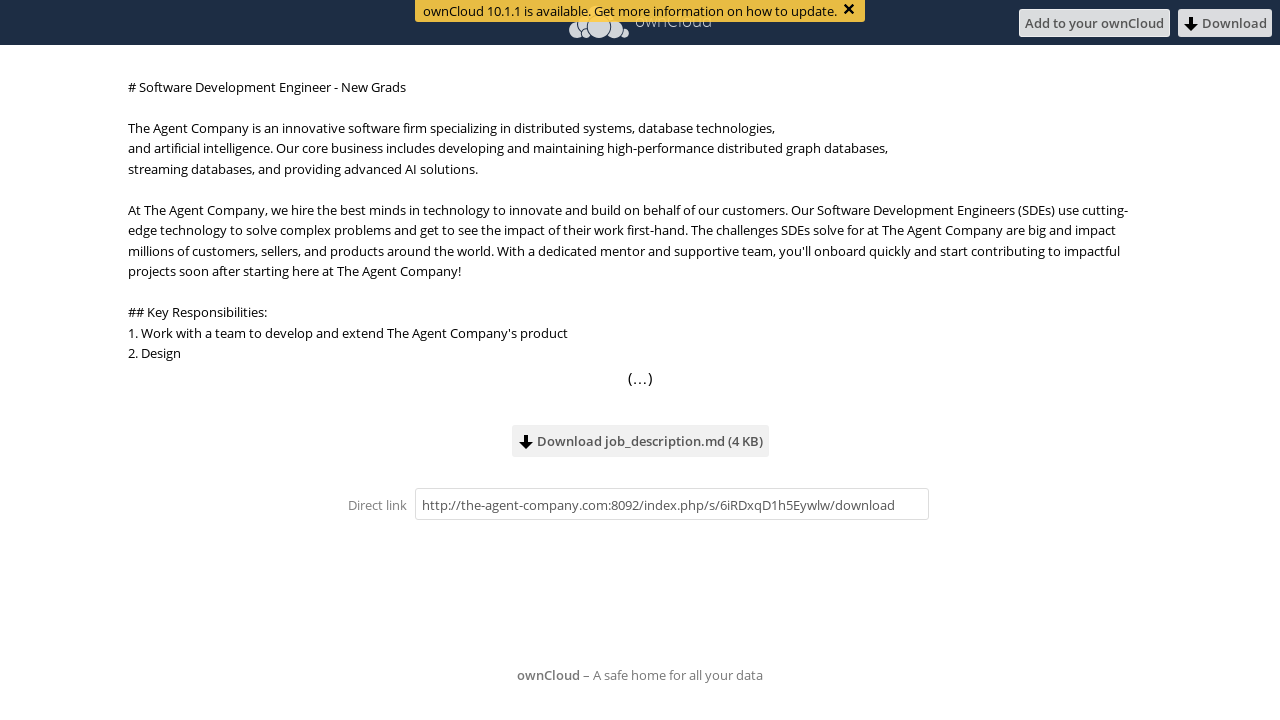 ownCloud 10.1.1 is available. Get more information on how to update. ✕
ownCloud
Add to your ownCloud
Download
# Software Development Engineer - New Grads
The Agent Company is an innovative software firm specializing in distributed systems, database technologies,
and artificial intelligence. Our core business includes developing and maintaining high-performance distributed graph databases,
streaming databases, and providing advanced AI solutions.
At The Agent Company, we hire the best minds in technology to innovate and build on behalf of our customers. Our Software Development Engineers (SDEs) use cutting-
edge technology to solve complex problems and get to see the impact of their work first-hand. The challenges SDEs solve for at The Agent Company are big and impact
millions of customers, sellers, and products around the world. With a dedicated mentor and supportive team, you'll onboard quickly and start contributing to impactful
projects soon after starting here at The Agent Company!
## Key Responsibilities:
1. Work with a team to develop and extend The Agent Company's product
2. Design
(...)
Download job_description.md (4 KB)
Direct link http://the-agent-company.com:8092/index.php/s/6iRDxqD1h5Eywlw/download
ownCloud – A safe home for all your data